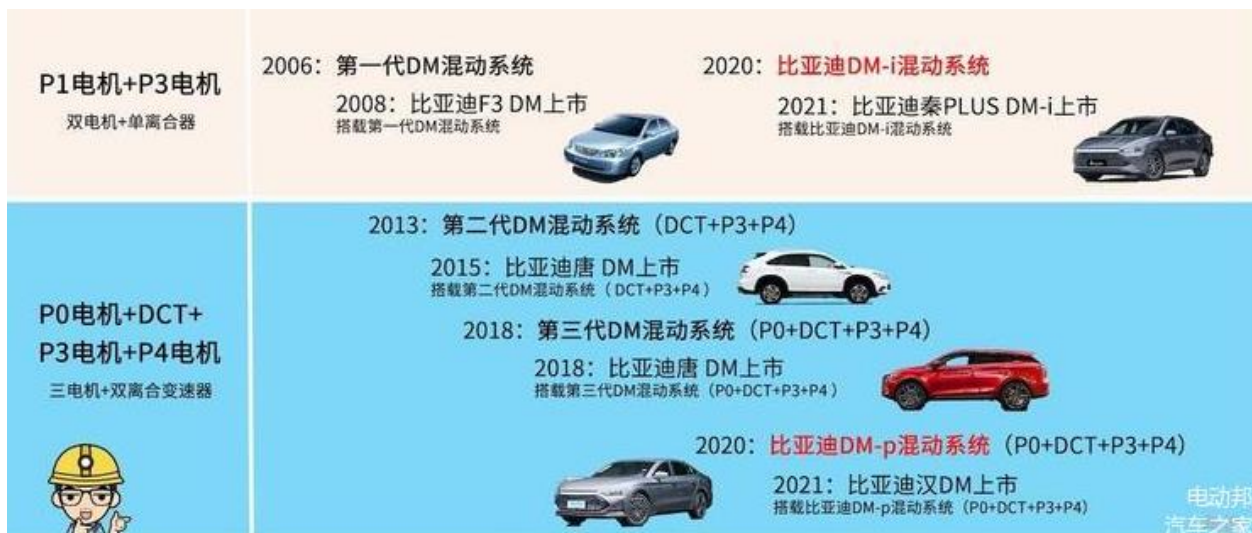 P1电机+P3电机
双电机+单离合器
2006：第一代DM混动系统
2008：比亚迪F3 DM上市
搭载第一代DM混动系统
2020：比亚迪DM-i混动系统
2021：比亚迪秦PLUS DM-i上市
搭载比亚迪DM-i混动系统
P0电机+DCT+
P3电机+P4电机
三电机+双离合变速器
2013：第二代DM混动系统（DCT+P3+P4）
2015：比亚迪唐 DM上市
搭载第二代DM混动系统（DCT+P3+P4）
2018：第三代DM混动系统（P0+DCT+P3+P4）
2018：比亚迪唐 DM上市
搭载第三代DM混动系统（P0+DCT+P3+P4）
2020：比亚迪DM-p混动系统（P0+DCT+P3+P4）
2021：比亚迪汉DM上市
搭载比亚迪DM-p混动系统（P0+DCT+P3+P4）
电动邦
汽车之家